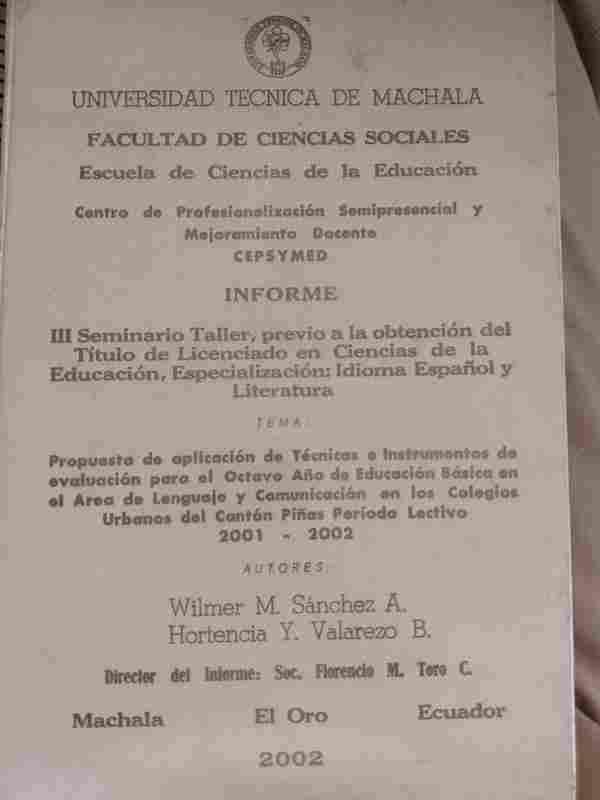 UNIVERSIDAD TECNICA DE MACHALA
FACULTAD DE CIENCIAS SOCIALES
Escuela de Ciencias de la Educación
Centro de Profesionalización Semipresencial y
Mejoramiento Docente
CEPSYMED
INFORME
III Seminario Taller, previo a la obtención del
Título de Licenciado en Ciencias de la
Educación, Especialización: Idioma Español y
Literatura
TEMA:
Propuesta de aplicación de Técnicas e Instrumentos de
evaluación para el Octavo Año de Educación Básica en
el Area de Lenguaje y Comunicación en los Colegios
Urbanos del Cantón Piñas Período Lectivo
2001 - 2002
AUTORES:
Wilmer M. Sánchez A.
Hortencia Y. Valarezo B.
Director del Informe: Soc. Florencio M. Toro C.
Machala El Oro Ecuador
2002